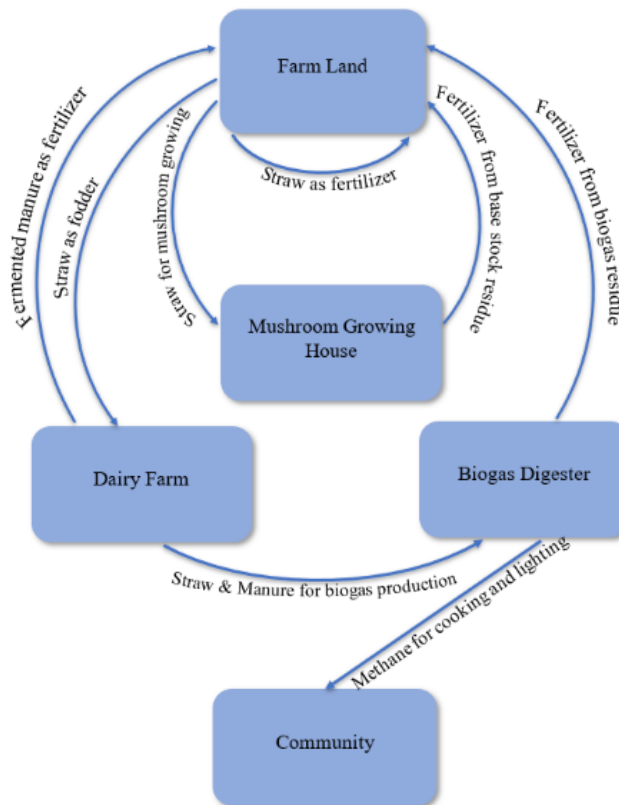 Farm Land
Fermented manure as fertilizer
Straw as fodder
Straw for mushroom growing
Straw as fertilizer
Fertilizer from base
stock residue
Fertilizer from biogas residue
Mushroom Growing
House
Dairy Farm
Biogas Digester
Straw & Manure for biogas production
Methane for cooking and lighting
Community